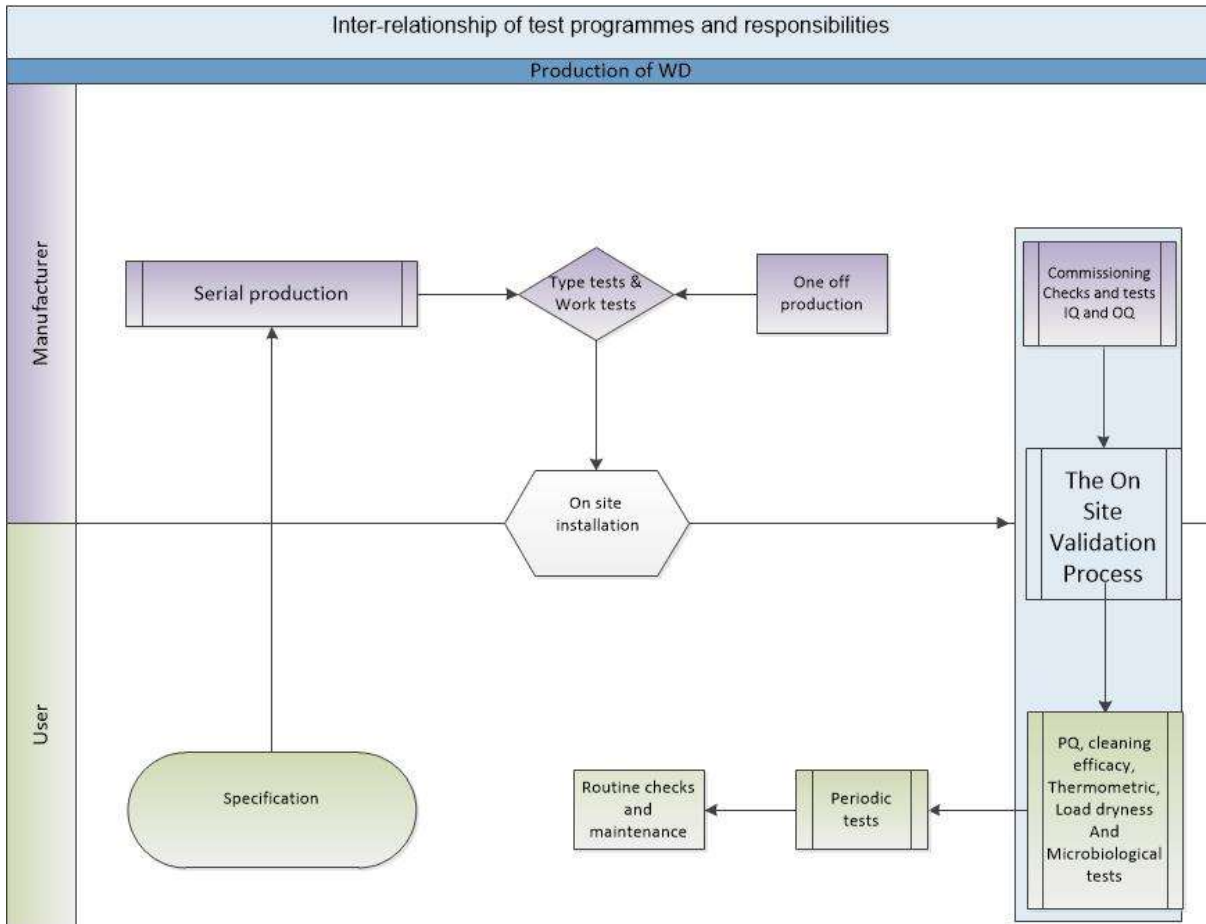 Inter-relationship of test programmes and responsibilities
Production of WD
Manufacturer
Serial production
Type tests &
Work tests
One off
production
Commissioning
Checks and tests
IQ and OQ
On site
installation
The On
Site
Validation
Process
User
Specification
Routine checks
and
maintenance
Periodic
tests
PQ, cleaning
efficacy,
Thermometric,
Load dryness
And
Microbiological
tests